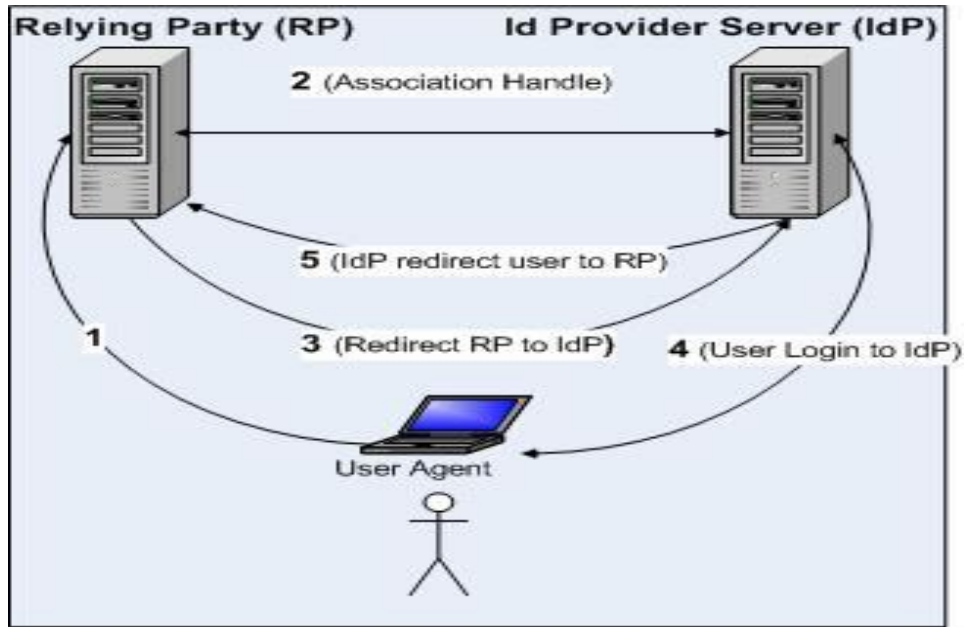 Relying Party (RP)
Id Provider Server (IdP)
2 (Association Handle)
5 (IdP redirect user to RP)
1
3 (Redirect RP to IdP)
4 (User Login to IdP)
User Agent